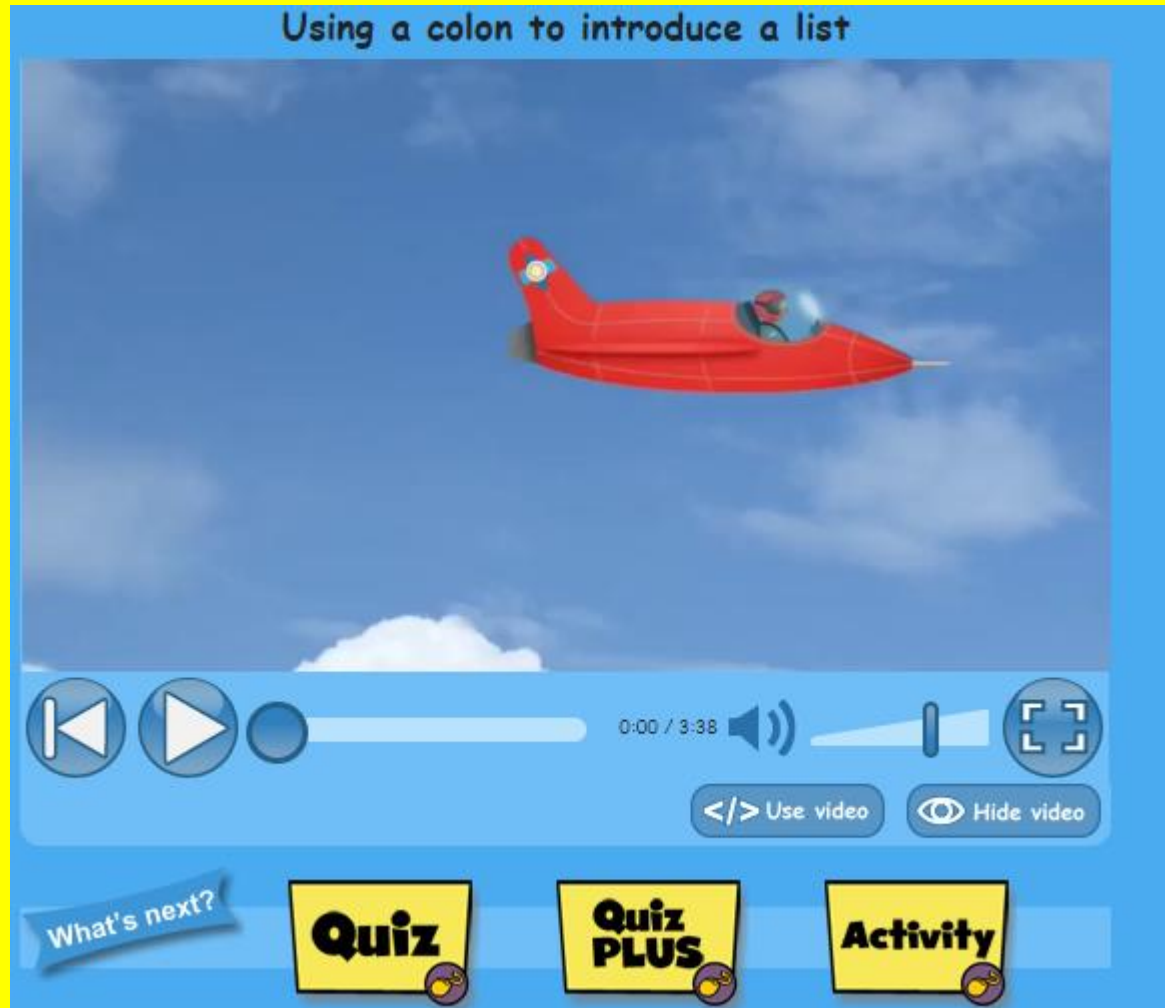 Using a colon to introduce a list
0:00 / 3:38
</> Use video
Hide video
What's next?
Quiz
Quiz
PLUS
Activity